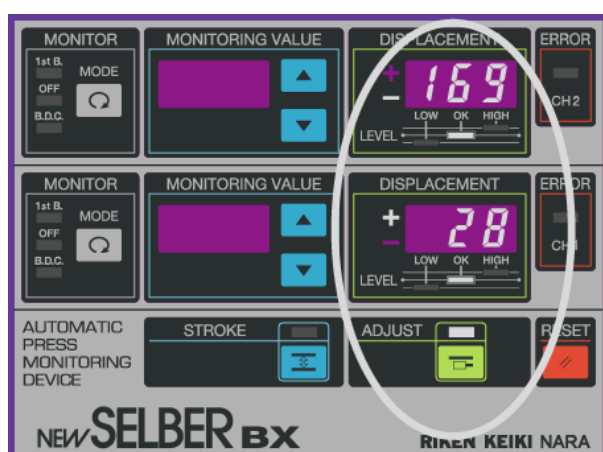 MONITOR MONITORING VALUE DISPLACEMENT ERROR
1st B.
MODE
OFF
B.D.C.
+
-
169
CH2
LOW OK HIGH
LEVEL
MONITOR MONITORING VALUE DISPLACEMENT ERROR
1st B.
MODE
OFF
B.D.C.
+
-
28
CH1
LOW OK HIGH
LEVEL
AUTOMATIC PRESS MONITORING DEVICE
STROKE ADJUST RESET
NEW SELBER BX RIKEN KEIKI NARA